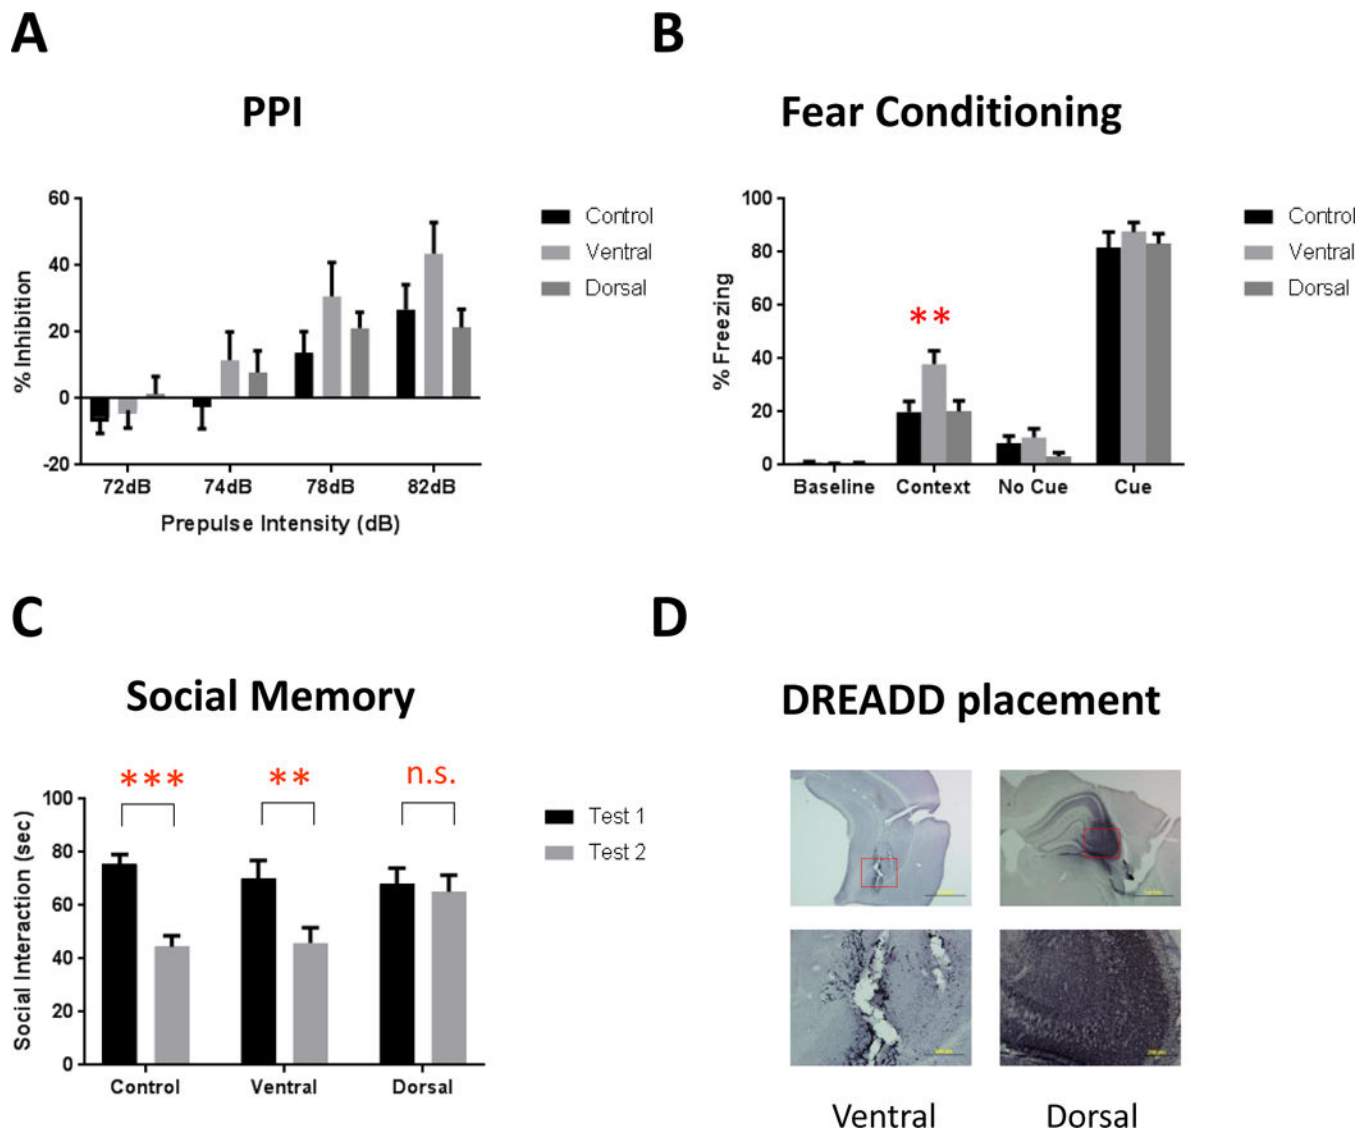 A
PPI
% Inhibition
60
40
20
0
-20
72dB 74dB 78dB 82dB
Prepulse Intensity (dB)
Control
Ventral
Dorsal
B
Fear Conditioning
% Freezing
100
80
60
40
20
0
**
Baseline Context No Cue Cue
Control
Ventral
Dorsal
C
Social Memory
*** ** n.s.
Social Interaction (sec)
100
80
60
40
20
0
Control Ventral Dorsal
Test 1
Test 2
D
DREADD placement
Ventral Dorsal